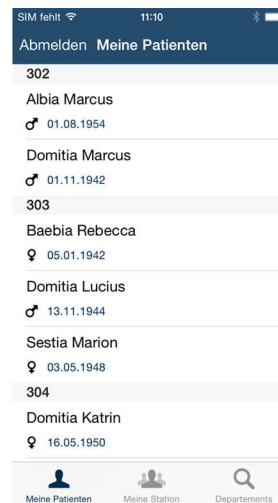 SIM fehlt 11:10
Abmelden Meine Patienten
302
Albia Marcus
♂ 01.08.1954
Domitia Marcus
♂ 01.11.1942
303
Baebia Rebecca
♀ 05.01.1942
Domitia Lucius
♂ 13.11.1944
Sestia Marion
♀ 03.05.1948
304
Domitia Katrin
♀ 16.05.1950
Meine Patienten Meine Station Departements